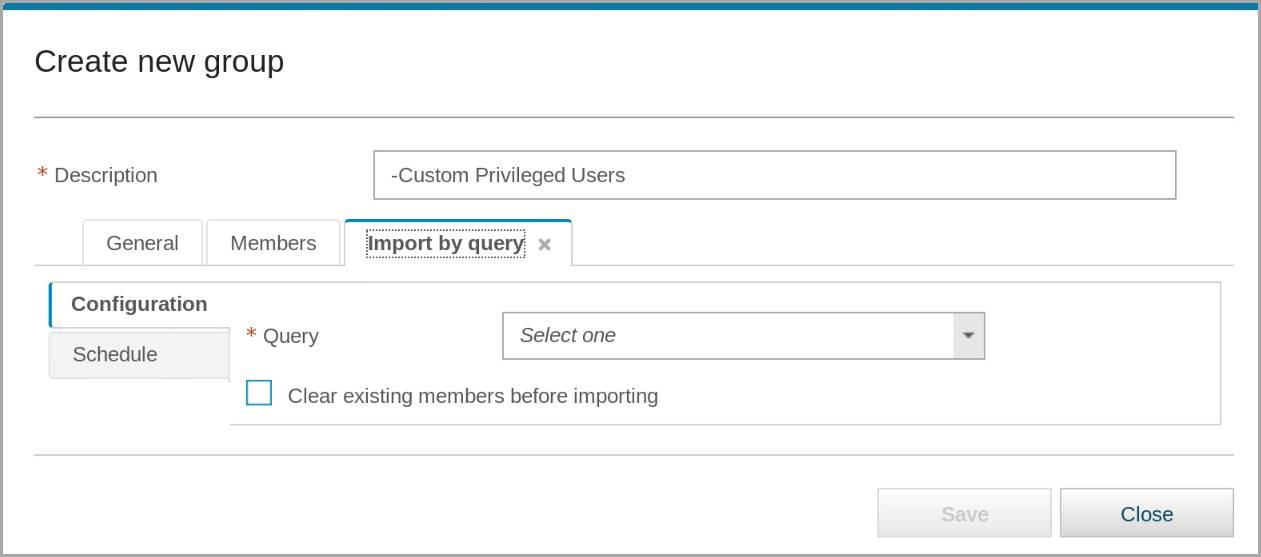 Create new group
* Description
-Custom Privileged Users
General
Members
Import by query
Configuration
Schedule
* Query
Select one
Clear existing members before importing
Save
Close